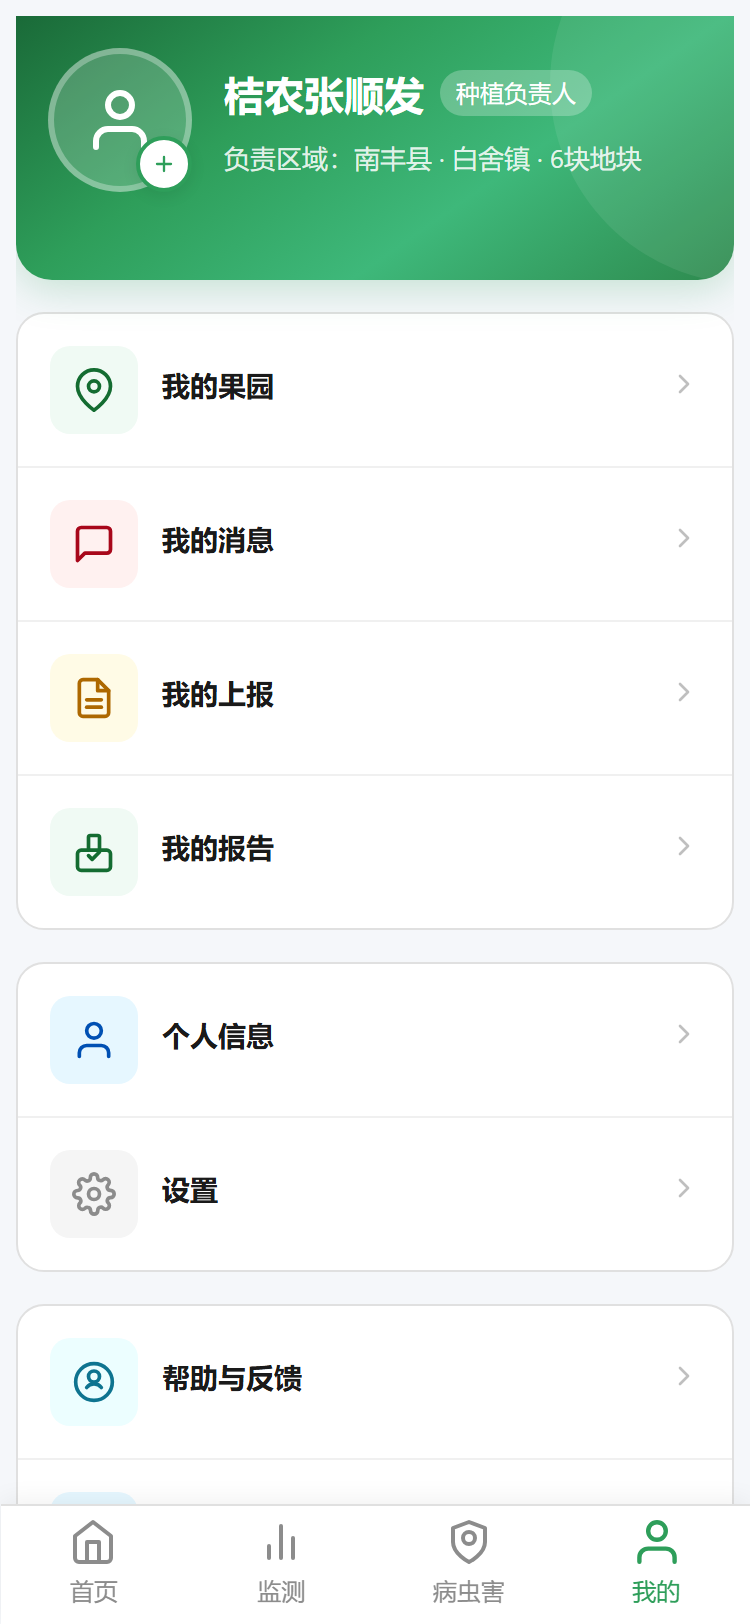 桔农张顺发 种植负责人
负责区域：南丰县 · 白舍镇 · 6块地块
我的果园
我的消息
我的上报
我的报告
个人信息
设置
帮助与反馈
首页 监测 病虫害 我的